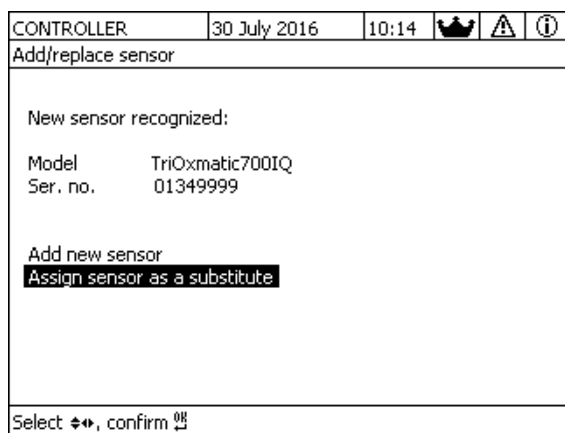 CONTROLLER 30 July 2016 10:14
Add/replace sensor
New sensor recognized:
Model TriOxmatic700IQ
Ser. no. 01349999
Add new sensor
Assign sensor as a substitute
Select , confirm OK